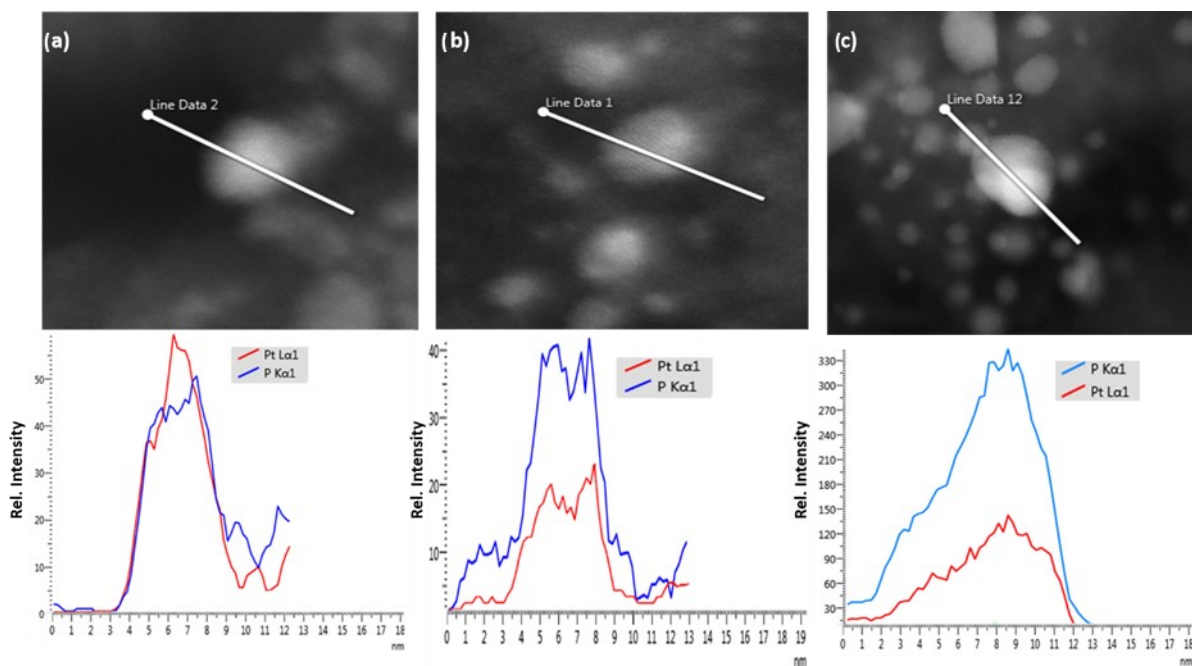 (a)
Line Data 2
(b)
Line Data 1
(c)
Line Data 12
Rel. Intensity
50
40
30
20
10
0
Pt Lα1
P Kα1
0 1 2 3 4 5 6 7 8 9 10 11 12 13 14 15 16 17 18
nm
Rel. Intensity
40
30
20
10
Pt Lα1
P Kα1
0 1 2 3 4 5 6 7 8 9 10 11 12 13 14 15 16 17 18 19
nm
Rel. Intensity
330
300
270
240
210
180
150
120
90
60
30
P Kα1
Pt Lα1
0 1 2 3 4 5 6 7 8 9 10 11 12 13 14 15 16 17 18
nm